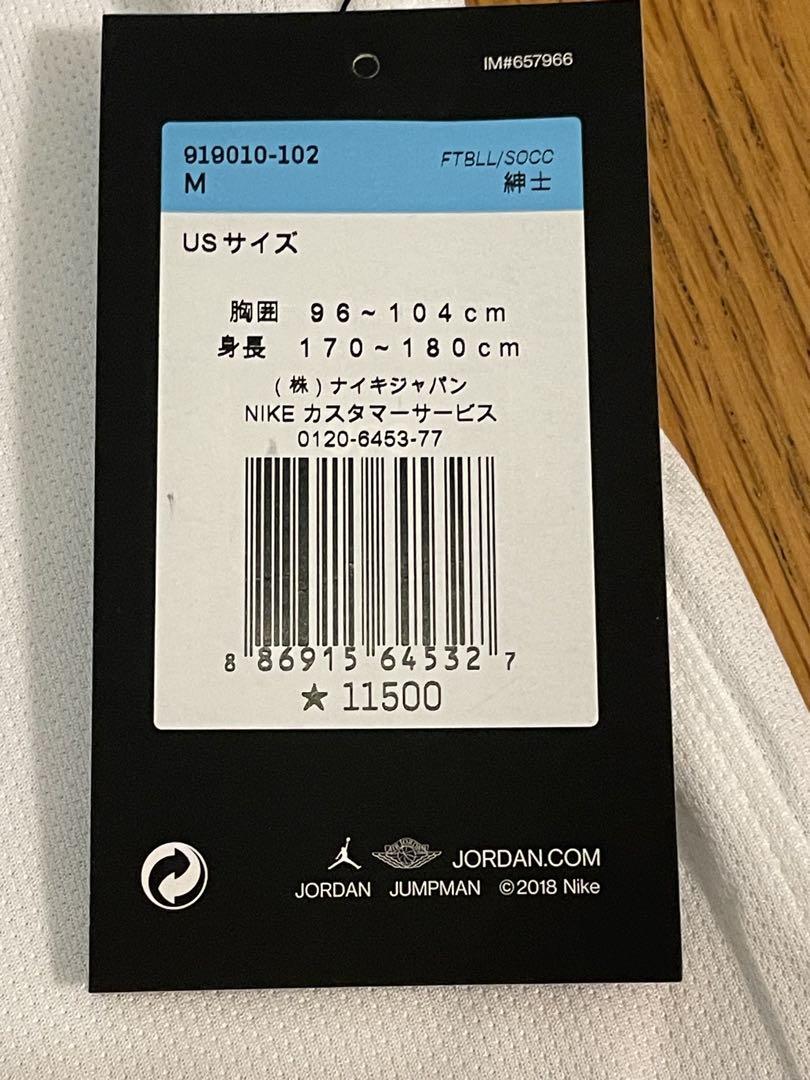 IM#657966
919010-102 FTBLL/SOCC
M 紳士
USサイズ
胸囲 96~104cm
身長 170~180cm
(株)ナイキジャパン
NIKE カスタマーサービス
0120-6453-77
8 86915 64532 7
★ 11500
JORDAN.COM
JORDAN JUMPMAN ©2018 Nike